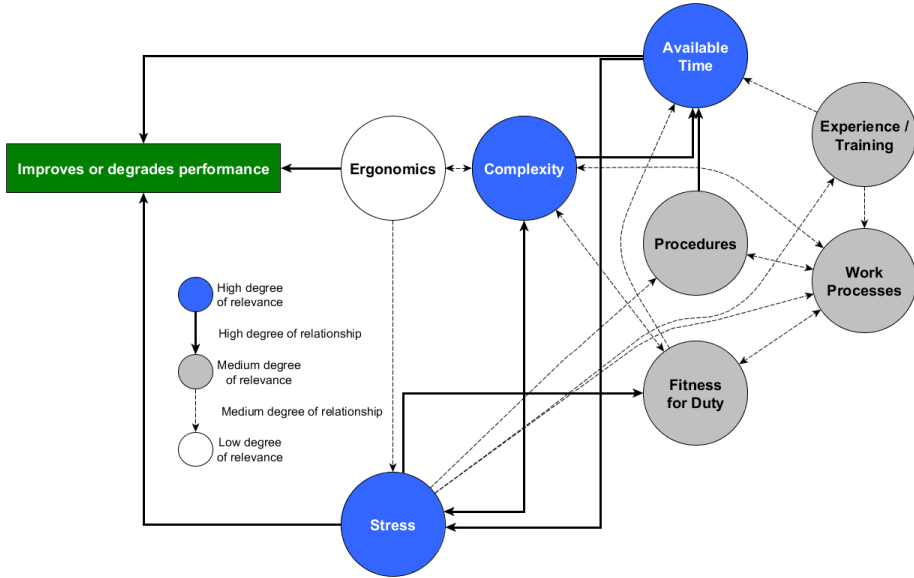 Available
Time
Experience /
Training
Improves or degrades performance
Ergonomics
Complexity
Procedures
Work
Processes
High degree
of relevance
High degree of relationship
Medium degree
of relevance
Medium degree of relationship
Low degree
of relevance
Fitness
for Duty
Stress